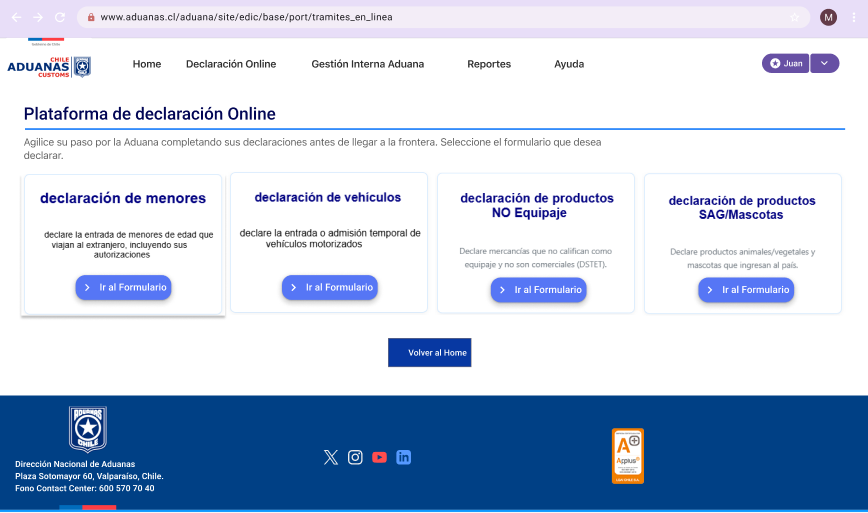 www.aduanas.cl/aduana/site/edic/base/port/tramites_en_linea
M
Gobierno de Chile
CHILE
ADUANAS
CUSTOMS
Home
Declaración Online
Gestión Interna Aduana
Reportes
Ayuda
Juan
Plataforma de declaración Online
Agilice su paso por la Aduana completando sus declaraciones antes de llegar a la frontera. Seleccione el formulario que desea
declarar.
declaración de menores
declare la entrada de menores de edad que
viajan al extranjero, incluyendo sus
autorizaciones
Ir al Formulario
declaración de vehículos
declare la entrada o admisión temporal de
vehículos motorizados
Ir al Formulario
declaración de productos
NO Equipaje
Declare mercancías que no califican como
equipaje y no son comerciales (DSTET).
Ir al Formulario
declaración de productos
SAG/Mascotas
Declare productos animales/vegetales y
mascotas que ingresan al país.
Ir al Formulario
Volver al Home
ADUANAS
CHILE
Dirección Nacional de Aduanas
Plaza Sotomayor 60, Valparaíso, Chile.
Fono Contact Center: 600 570 70 40
A
Applus